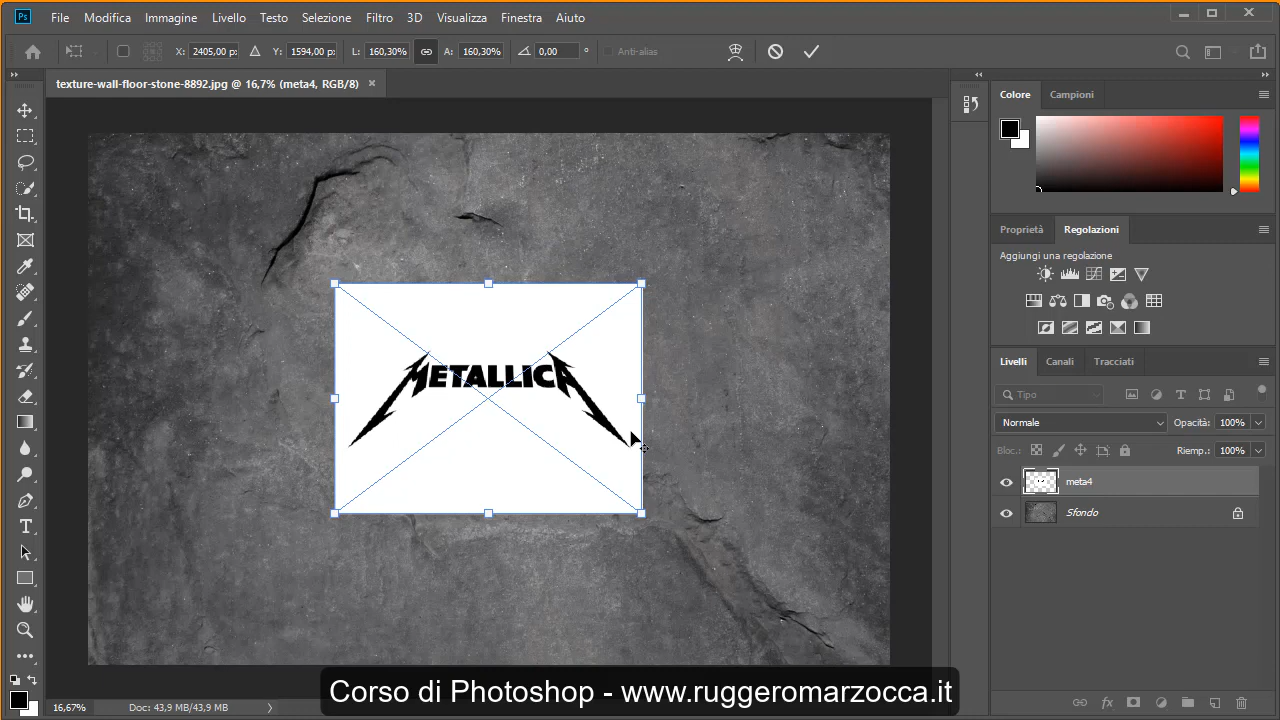 Ps File Modifica Immagine Livello Testo Selezione Filtro 3D Visualizza Finestra Aiuto
X: 2405,00 p: Y: 1594,00 p: L: 160,30% A: 160,30% 0,00 ° Anti-alias
texture-wall-floor-stone-8892.jpg @ 16,7% (meta4, RGB/8) ×
Colore Campioni
Proprietà Regolazioni
Aggiungi una regolazione
Livelli Canali Tracciati
Tipo
Normale Opacità: 100%
Bloc.: Riemp.: 100%
meta4
Sfondo
METALLICA
Corso di Photoshop - www.ruggeromarzocca.it
16,67% Doc: 43,9 MB/43,9 MB